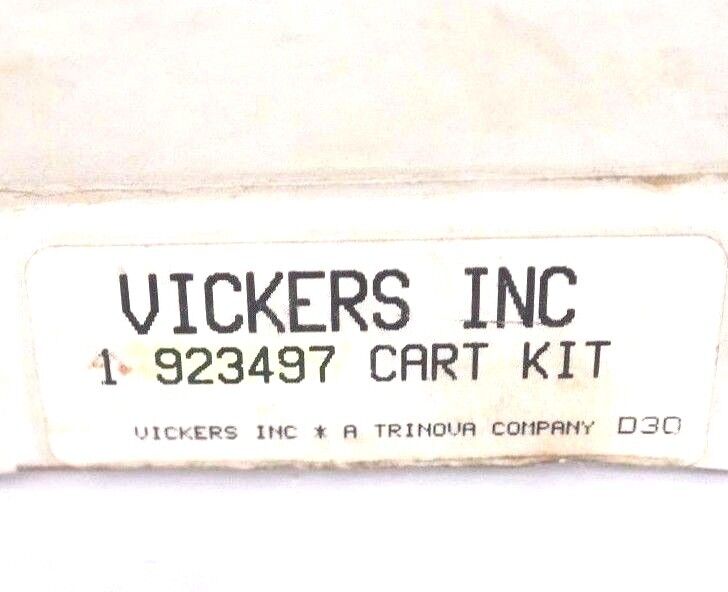 VICKERS INC
1 923497 CART KIT
VICKERS INC * A TRINOVA COMPANY D30